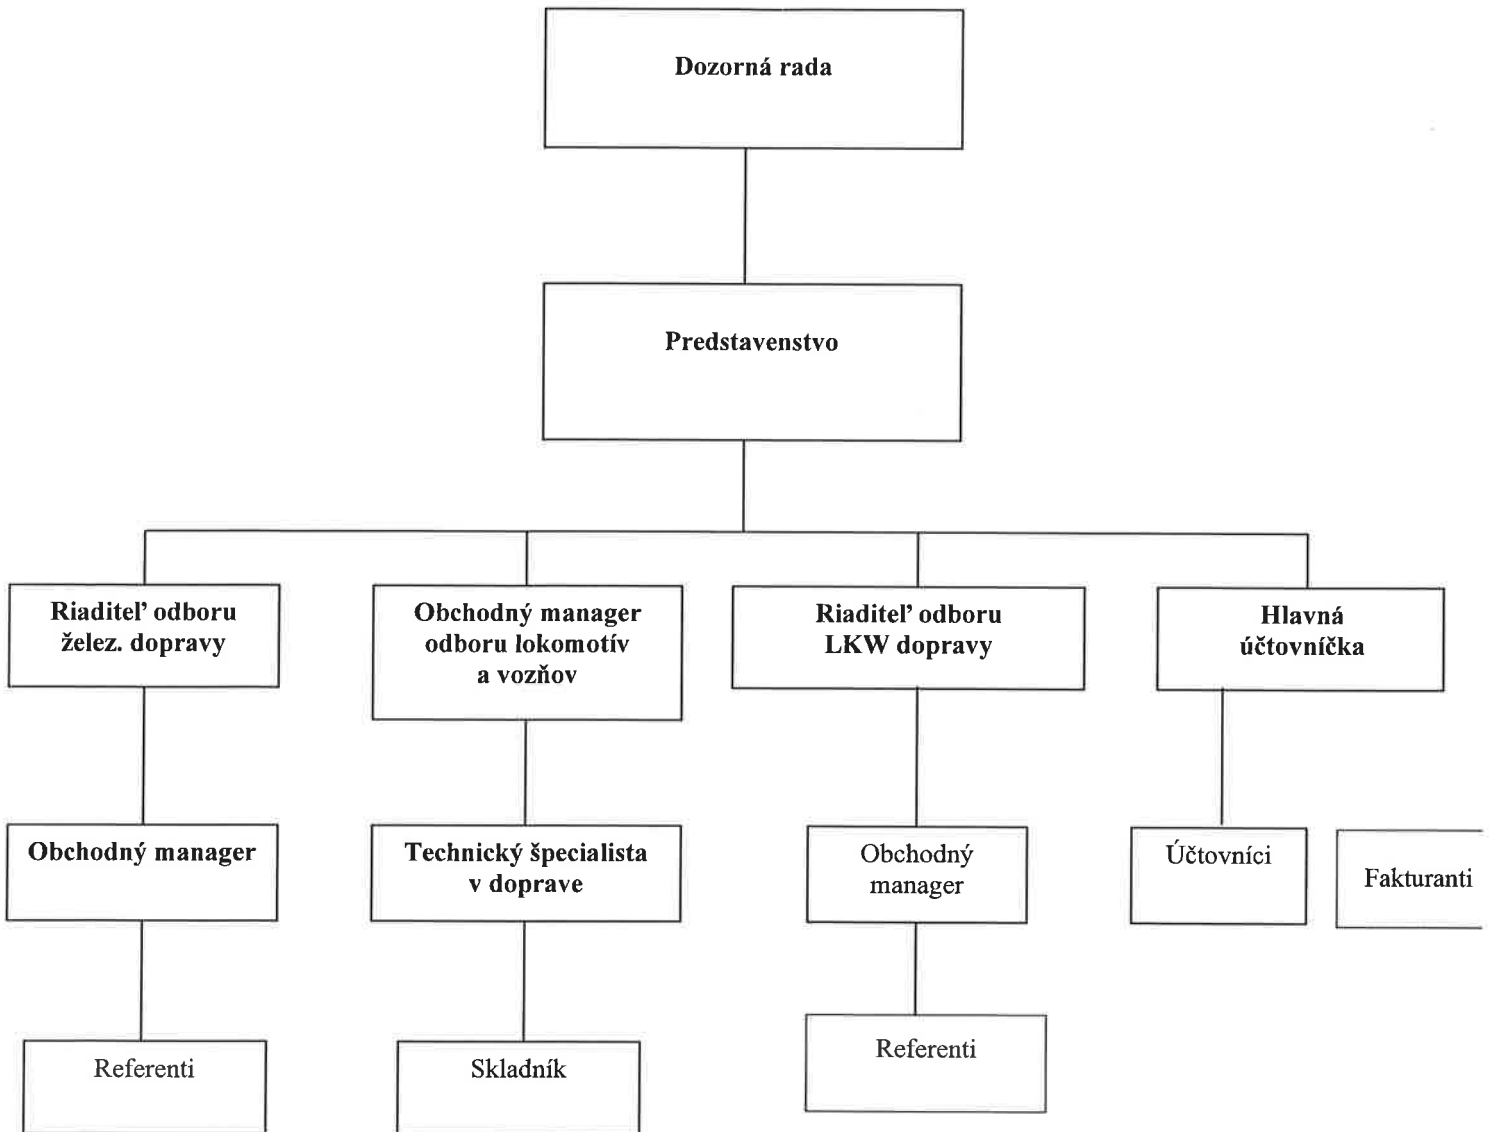 Dozorná rada
Predstavenstvo
Riaditeľ odboru
želez. dopravy
Obchodný manager
odboru lokomotív
a vozňov
Riaditeľ odboru
LKW dopravy
Hlavná
účtovníčka
Obchodný manager
Technický špecialista
v doprave
Obchodný
manager
Účtovníci
Fakturanti
Referenti
Skladník
Referenti